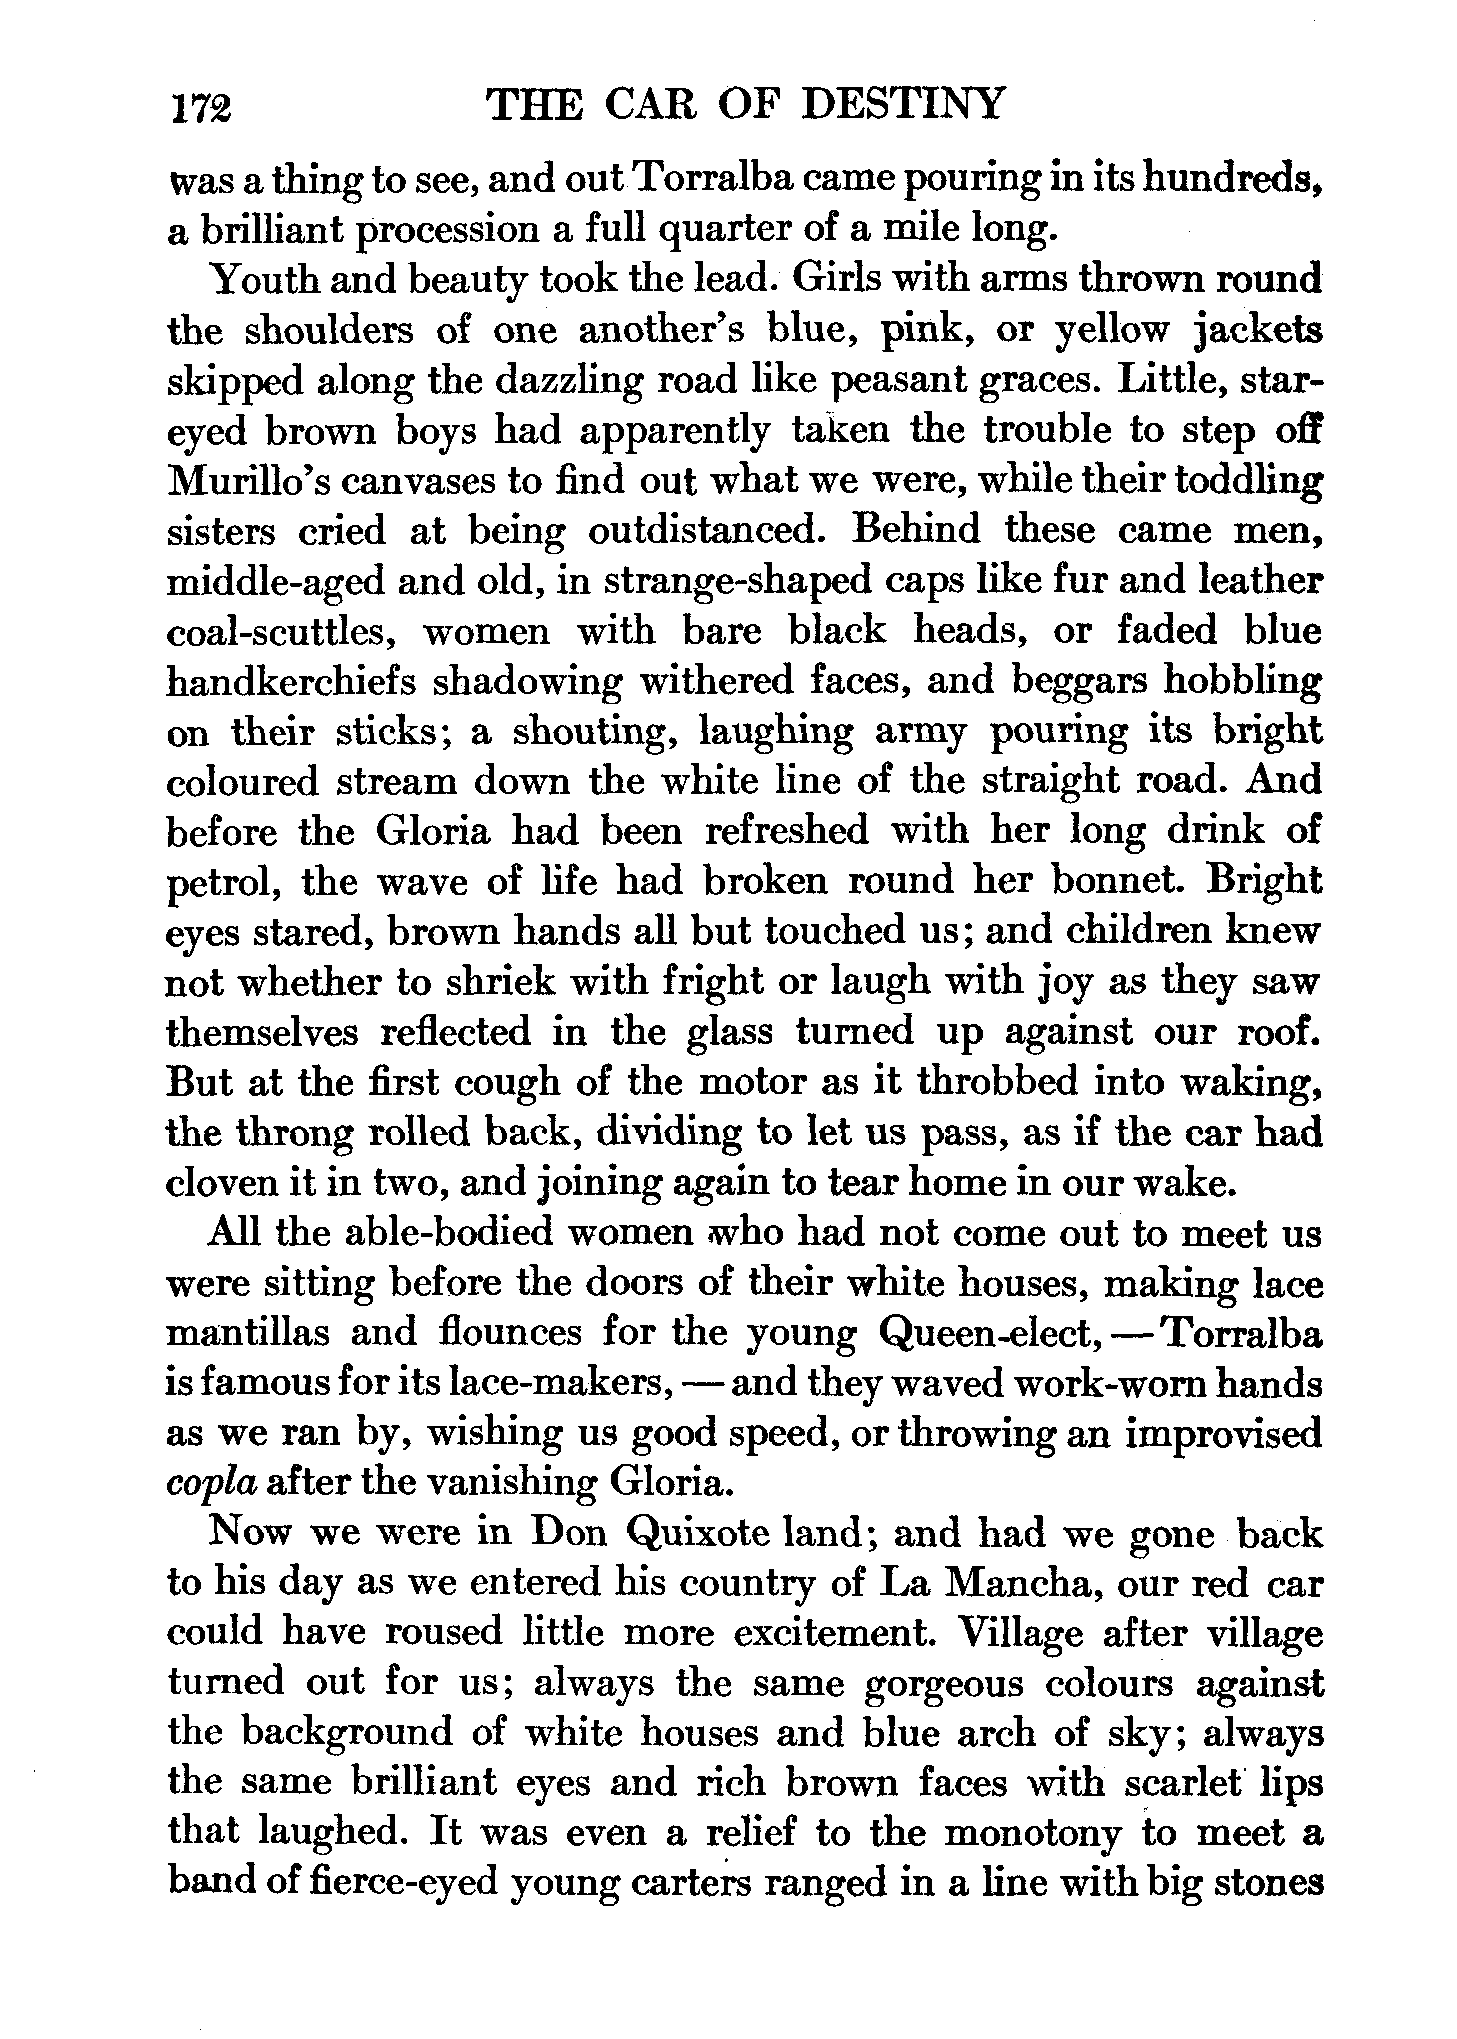 172 THE CAR OF DESTINY
was a thing to see, and out Torralba came pouring in its hundreds,
a brilliant procession a full quarter of a mile long.
Youth and beauty took the lead. Girls with arms thrown round
the shoulders of one another's blue, pink, or yellow jackets
skipped along the dazzling road like peasant graces. Little, star-
eyed brown boys had apparently taken the trouble to step off
Murillo's canvases to find out what we were, while their toddling
sisters cried at being outdistanced. Behind these came men,
middle-aged and old, in strange-shaped caps like fur and leather
coal-scuttles, women with bare black heads, or faded blue
handkerchiefs shadowing withered faces, and beggars hobbling
on their sticks; a shouting, laughing army pouring its bright
coloured stream down the white line of the straight road. And
before the Gloria had been refreshed with her long drink of
petrol, the wave of life had broken round her bonnet. Bright
eyes stared, brown hands all but touched us; and children knew
not whether to shriek with fright or laugh with joy as they saw
themselves reflected in the glass turned up against our roof.
But at the first cough of the motor as it throbbed into waking,
the throng rolled back, dividing to let us pass, as if the car had
cloven it in two, and joining again to tear home in our wake.
All the able-bodied women who had not come out to meet us
were sitting before the doors of their white houses, making lace
mantillas and flounces for the young Queen-elect, — Torralba
is famous for its lace-makers, — and they waved work-worn hands
as we ran by, wishing us good speed, or throwing an improvised
copla after the vanishing Gloria.
Now we were in Don Quixote land; and had we gone back
to his day as we entered his country of La Mancha, our red car
could have roused little more excitement. Village after village
turned out for us; always the same gorgeous colours against
the background of white houses and blue arch of sky; always
the same brilliant eyes and rich brown faces with scarlet lips
that laughed. It was even a relief to the monotony to meet a
band of fierce-eyed young carters ranged in a line with big stones